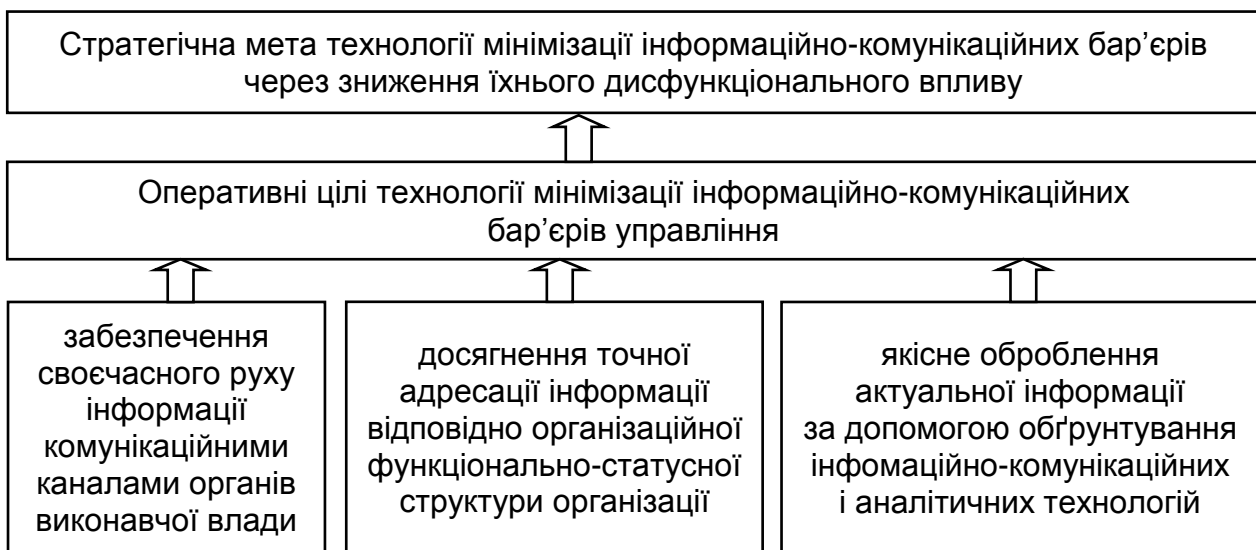 Стратегічна мета технології мінімізації інформаційно-комунікаційних бар’єрів
через зниження їхнього дисфункціонального впливу
Оперативні цілі технології мінімізації інформаційно-комунікаційних
бар’єрів управління
забезпечення
своєчасного руху
інформації
комунікаційними
каналами органів
виконавчої влади
досягнення точної
адресації інформації
відповідно організаційної
функціонально-статусної
структури організації
якісне оброблення
актуальної інформації
за допомогою обґрунтування
інфомаційно-комунікаційних
і аналітичних технологій